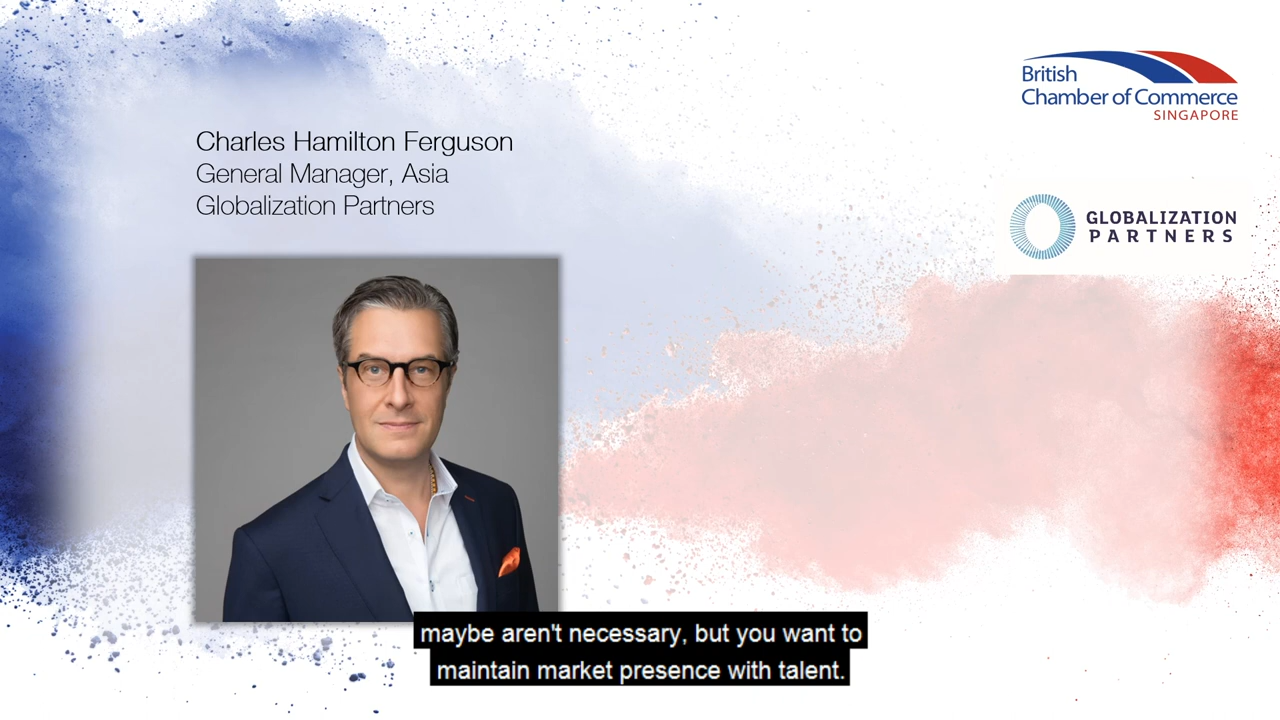 British
Chamber of Commerce
SINGAPORE
Charles Hamilton Ferguson
General Manager, Asia
Globalization Partners
GLOBALIZATION
PARTNERS
maybe aren't necessary, but you want to
maintain market presence with talent.